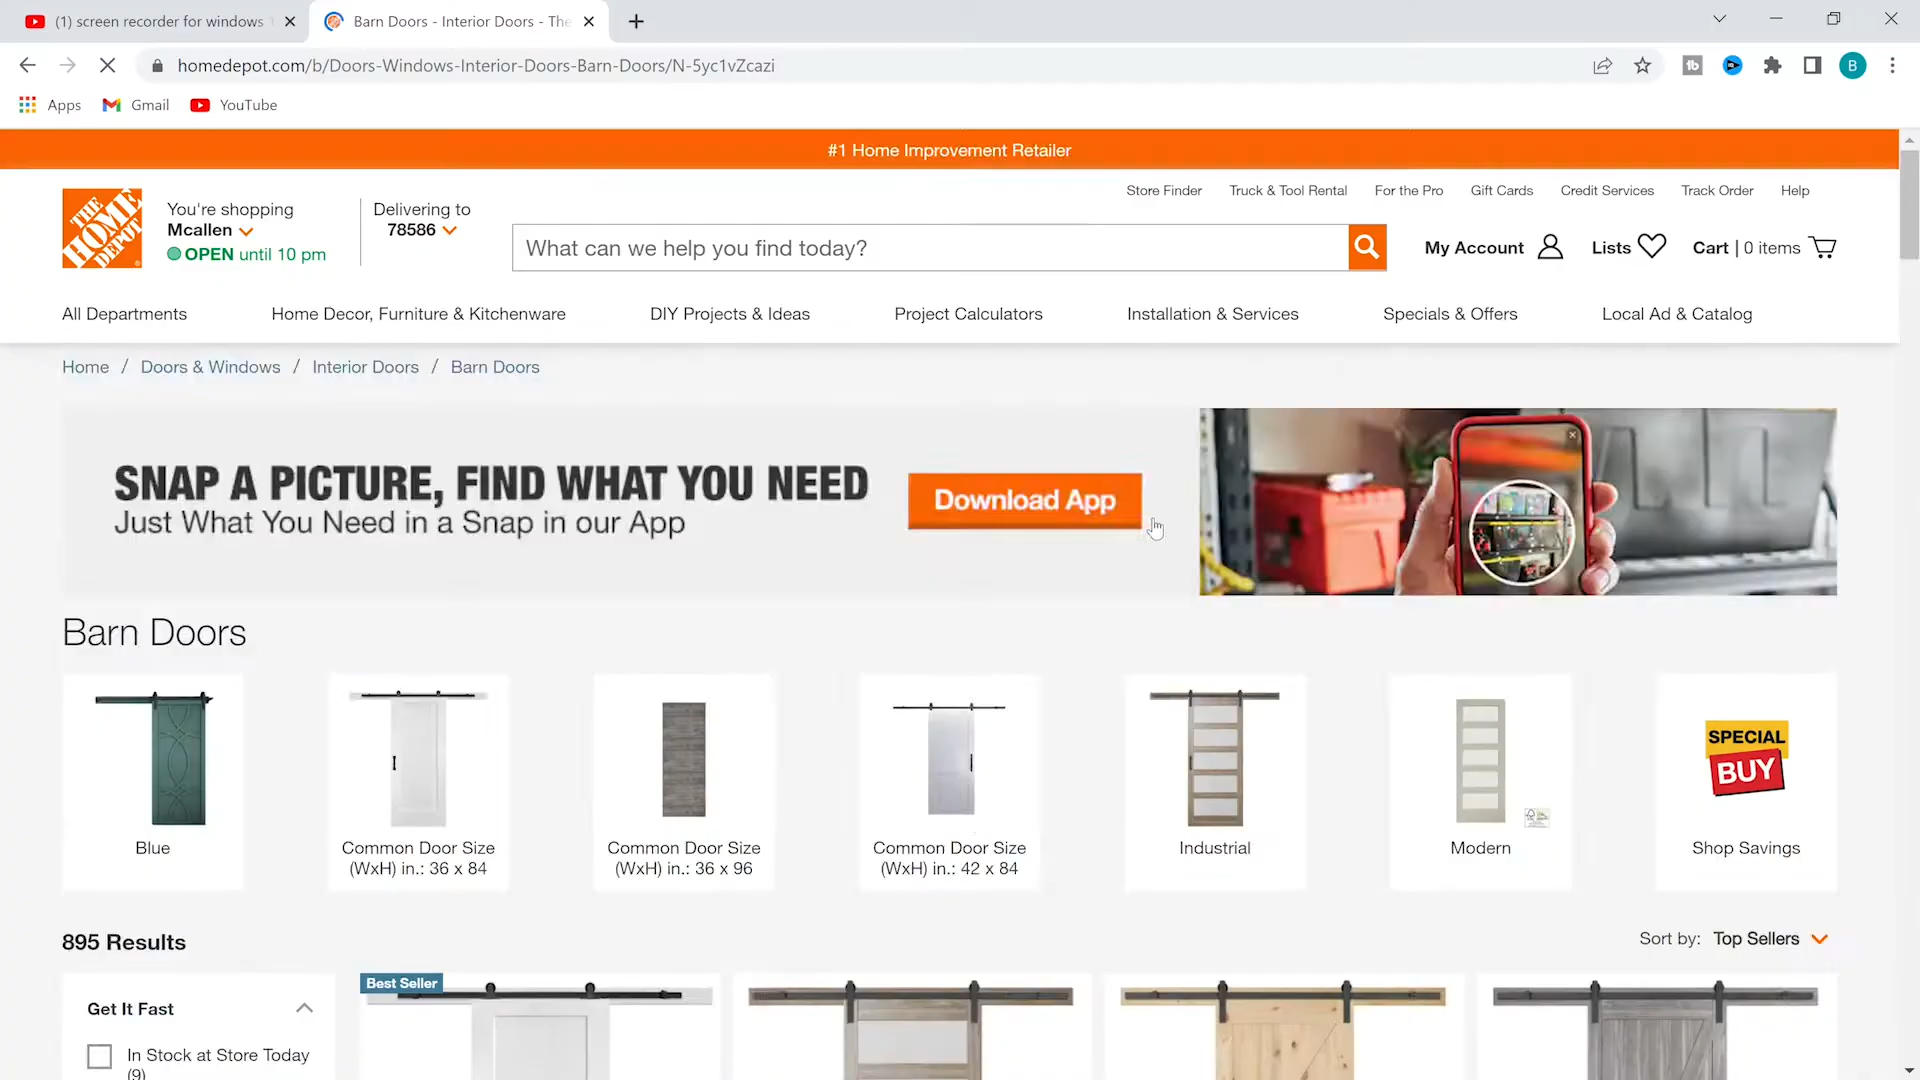 (1) screen recorder for windows
Barn Doors - Interior Doors - The
homedepot.com/b/Doors-Windows-Interior-Doors-Barn-Doors/N-5yc1vZcazi
B
Apps
Gmail
YouTube
#1 Home Improvement Retailer
Store Finder
Truck & Tool Rental
For the Pro
Gift Cards
Credit Services
Track Order
Help
THE HOME DEPOT
You're shopping
Mcallen
OPEN until 10 pm
Delivering to
78586
What can we help you find today?
My Account
Lists
Cart | 0 items
All Departments
Home Decor, Furniture & Kitchenware
DIY Projects & Ideas
Project Calculators
Installation & Services
Specials & Offers
Local Ad & Catalog
Home / Doors & Windows / Interior Doors / Barn Doors
SNAP A PICTURE, FIND WHAT YOU NEED
Just What You Need in a Snap in our App
Download App
Barn Doors
Blue
Common Door Size
(WxH) in.: 36 x 84
Common Door Size
(WxH) in.: 36 x 96
Common Door Size
(WxH) in.: 42 x 84
Industrial
Modern
SPECIAL
BUY
Shop Savings
895 Results
Sort by: Top Sellers
Get It Fast
In Stock at Store Today
(9)
Best Seller